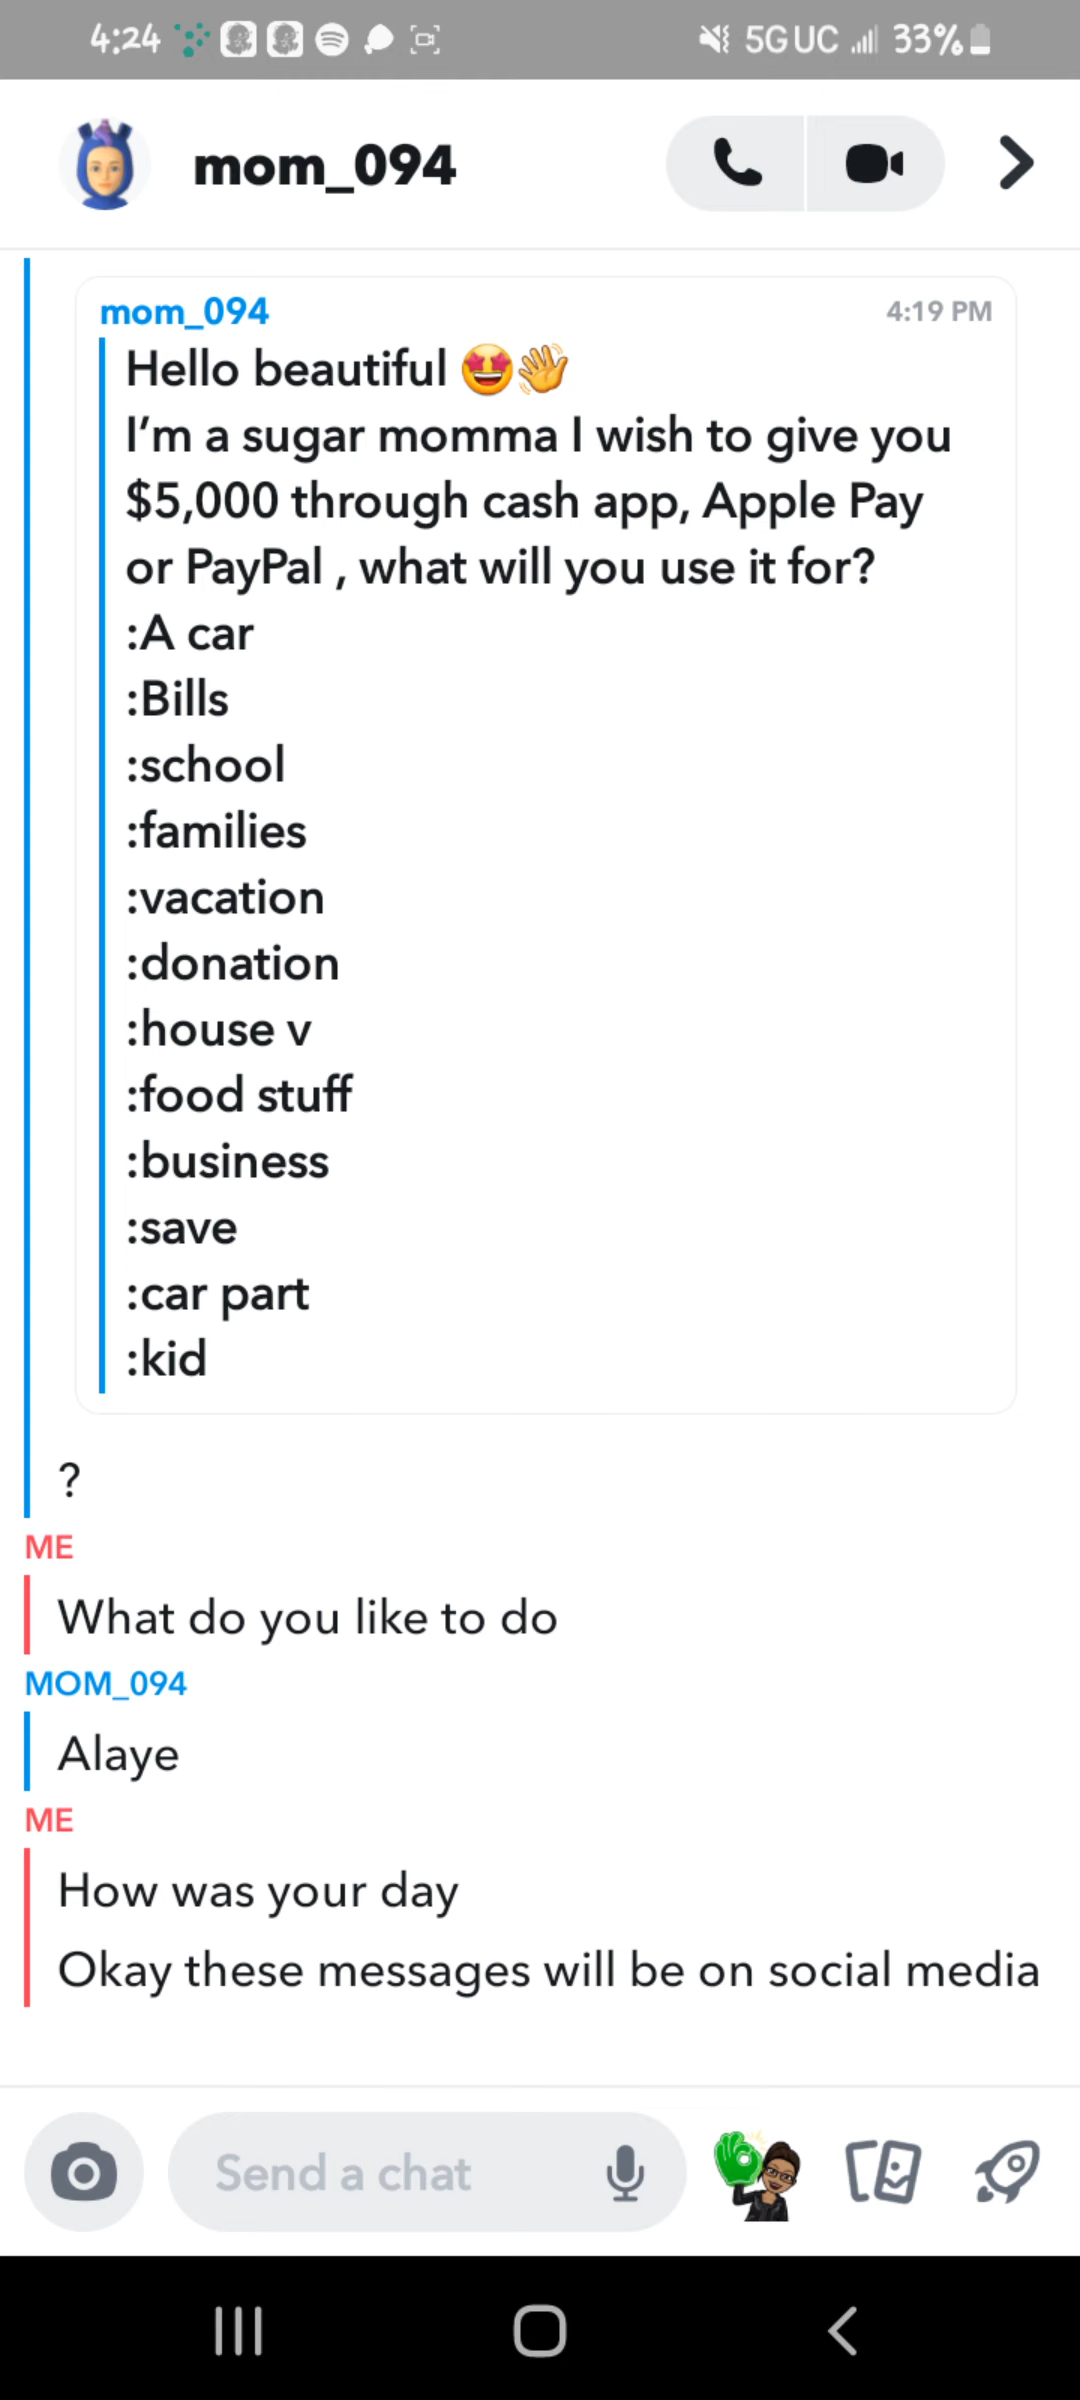 4:24
5G UC 33%
mom_094
mom_094 4:19 PM
Hello beautiful 🤩👋
I’m a sugar momma I wish to give you
$5,000 through cash app, Apple Pay
or PayPal , what will you use it for?
:A car
:Bills
:school
:families
:vacation
:donation
:house v
:food stuff
:business
:save
:car part
:kid
?
ME
What do you like to do
MOM_094
Alaye
ME
How was your day
Okay these messages will be on social media
Send a chat